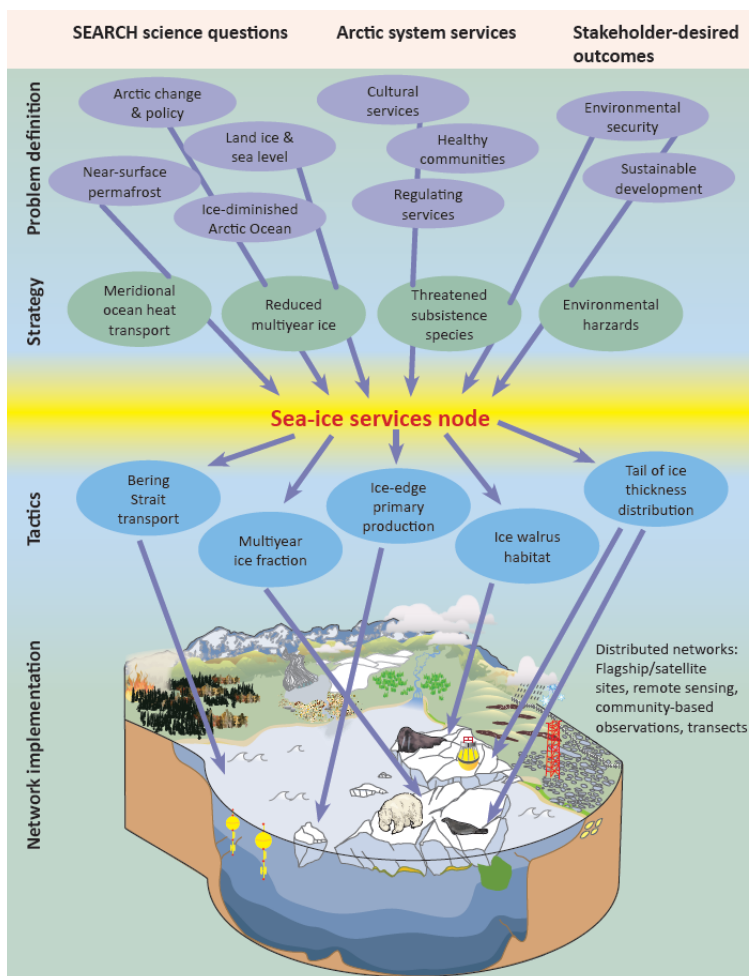 SEARCH science questions
Arctic system services
Stakeholder-desired
outcomes
Problem definition
Arctic change
& policy
Land ice &
sea level
Near-surface
permafrost
Ice-diminished
Arctic Ocean
Cultural
services
Healthy
communities
Regulating
services
Environmental
security
Sustainable
development
Strategy
Meridional
ocean heat
transport
Reduced
multiyear ice
Threatened
subsistence
species
Environmental
harzards
Sea-ice services node
Tactics
Bering
Strait
transport
Multiyear
ice fraction
Ice-edge
primary
production
Ice walrus
habitat
Tail of ice
thickness
distribution
Network implementation
Distributed networks:
Flagship/satellite
sites, remote sensing,
community-based
observations, transects